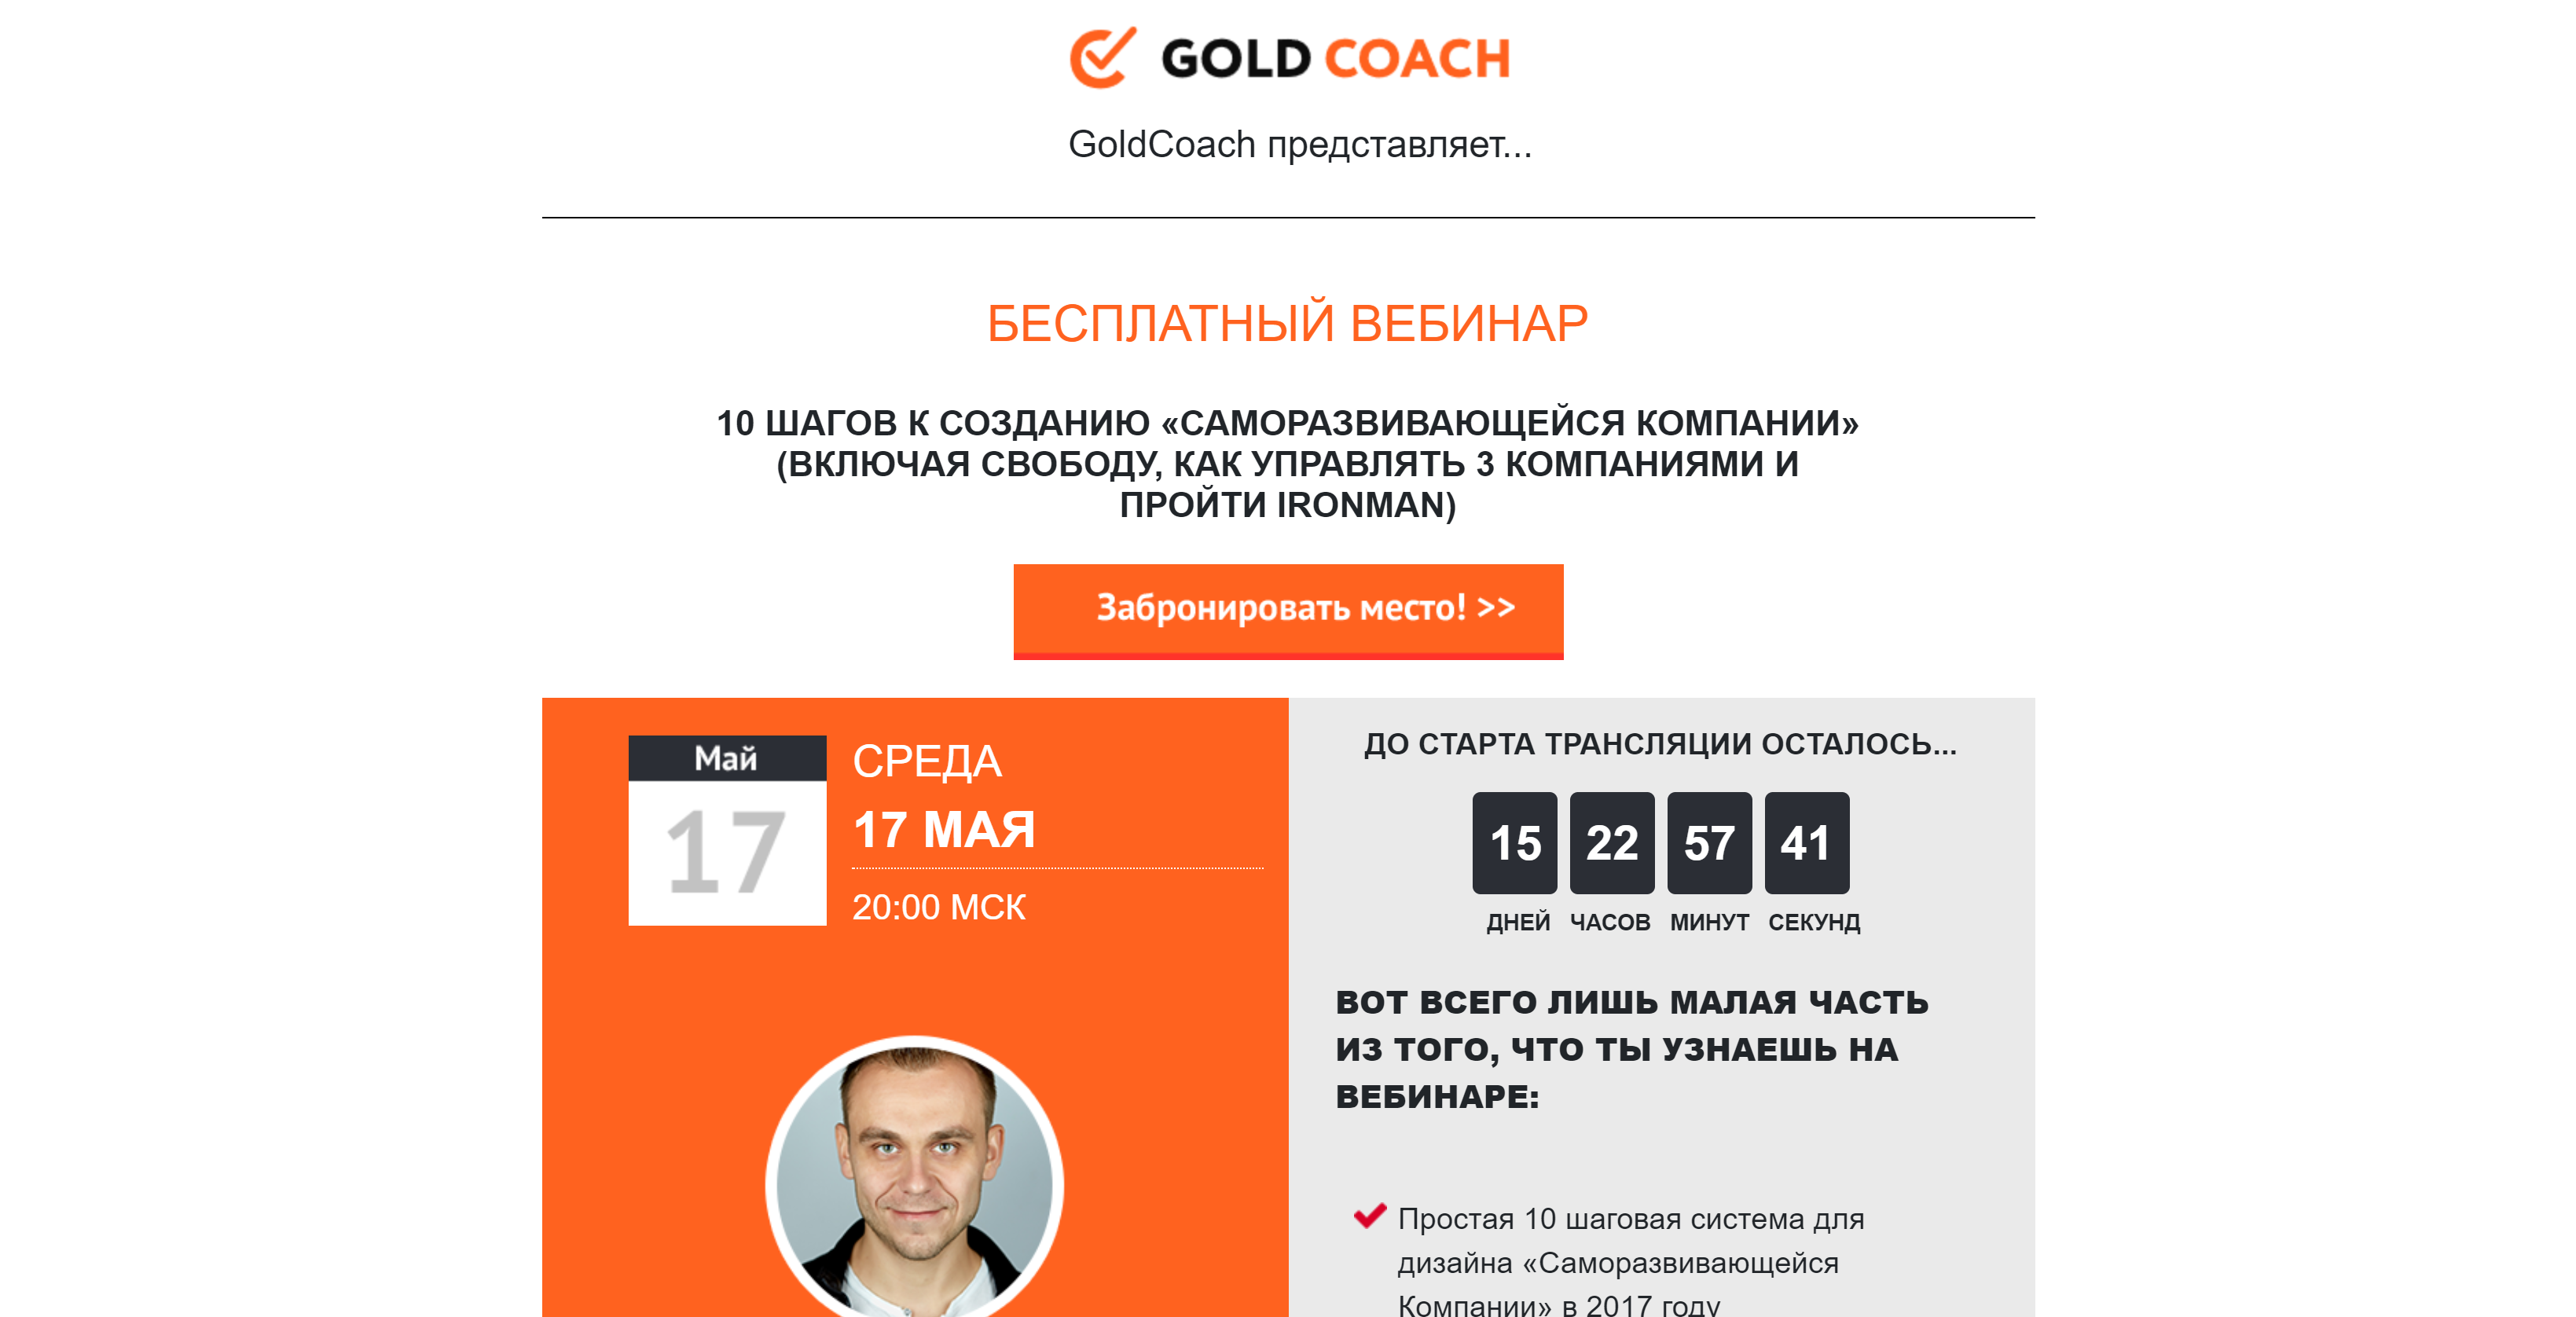 GOLD COACH
GoldCoach представляет...
БЕСПЛАТНЫЙ ВЕБИНАР
10 ШАГОВ К СОЗДАНИЮ «САМОРАЗВИВАЮЩЕЙСЯ КОМПАНИИ»
(ВКЛЮЧАЯ СВОБОДУ, КАК УПРАВЛЯТЬ 3 КОМПАНИЯМИ И
ПРОЙТИ IRONMAN)
Забронировать место! >>
Май
17
СРЕДА
17 МАЯ
20:00 МСК
ДО СТАРТА ТРАНСЛЯЦИИ ОСТАЛОСЬ...
15 22 57 41
ДНЕЙ ЧАСОВ МИНУТ СЕКУНД
ВОТ ВСЕГО ЛИШЬ МАЛАЯ ЧАСТЬ
ИЗ ТОГО, ЧТО ТЫ УЗНАЕШЬ НА
ВЕБИНАРЕ:
Простая 10 шаговая система для
дизайна «Саморазвивающейся
Компании» в 2017 году